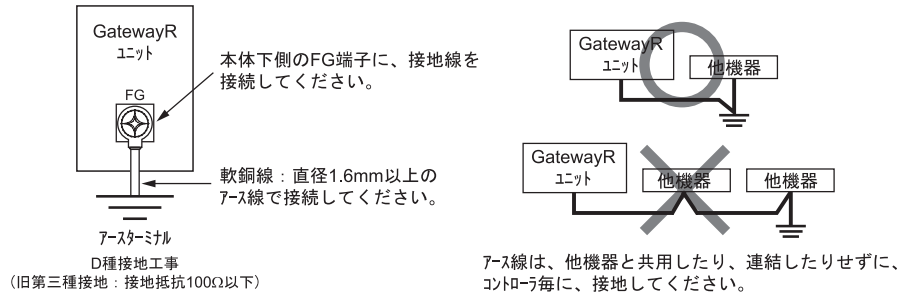 GatewayR
ユニット
FG
本体下側のFG端子に、接地線を
接続してください。
軟銅線：直径1.6mm以上の
アース線で接続してください。
アースターミナル
D種接地工事
（旧第三種接地：接地抵抗100Ω以下）
GatewayR
ユニット
他機器
GatewayR
ユニット
他機器
他機器
アース線は、他機器と共用したり、連結したりせずに、
コントローラ毎に、接地してください。